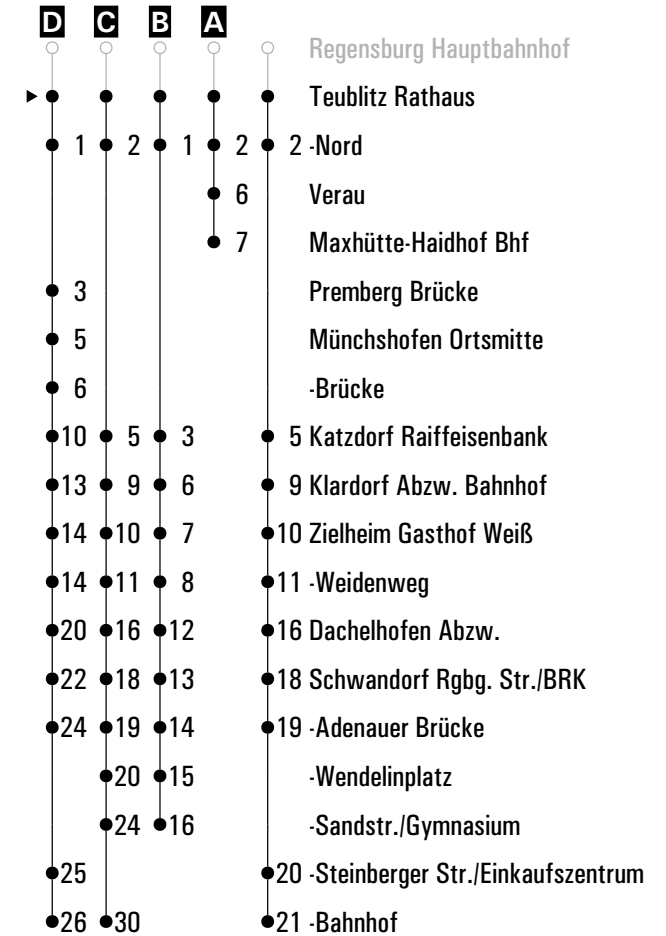 D C B A
Regensburg Hauptbahnhof
Teublitz Rathaus
1 2 1 2 2 -Nord
6 Verau
7 Maxhütte-Haidhof Bhf
3 Premberg Brücke
5 Münchshofen Ortsmitte
6 -Brücke
10 5 3 5 Katzdorf Raiffeisenbank
13 9 6 9 Klardorf Abzw. Bahnhof
14 10 7 10 Zielheim Gasthof Weiß
14 11 8 11 -Weidenweg
20 16 12 16 Dachelhofen Abzw.
22 18 13 18 Schwandorf Rgbg. Str./BRK
24 19 14 19 -Adenauer Brücke
20 15 -Wendelinplatz
24 16 -Sandstr./Gymnasium
25 20 -Steinberger Str./Einkaufszentrum
26 30 21 -Bahnhof